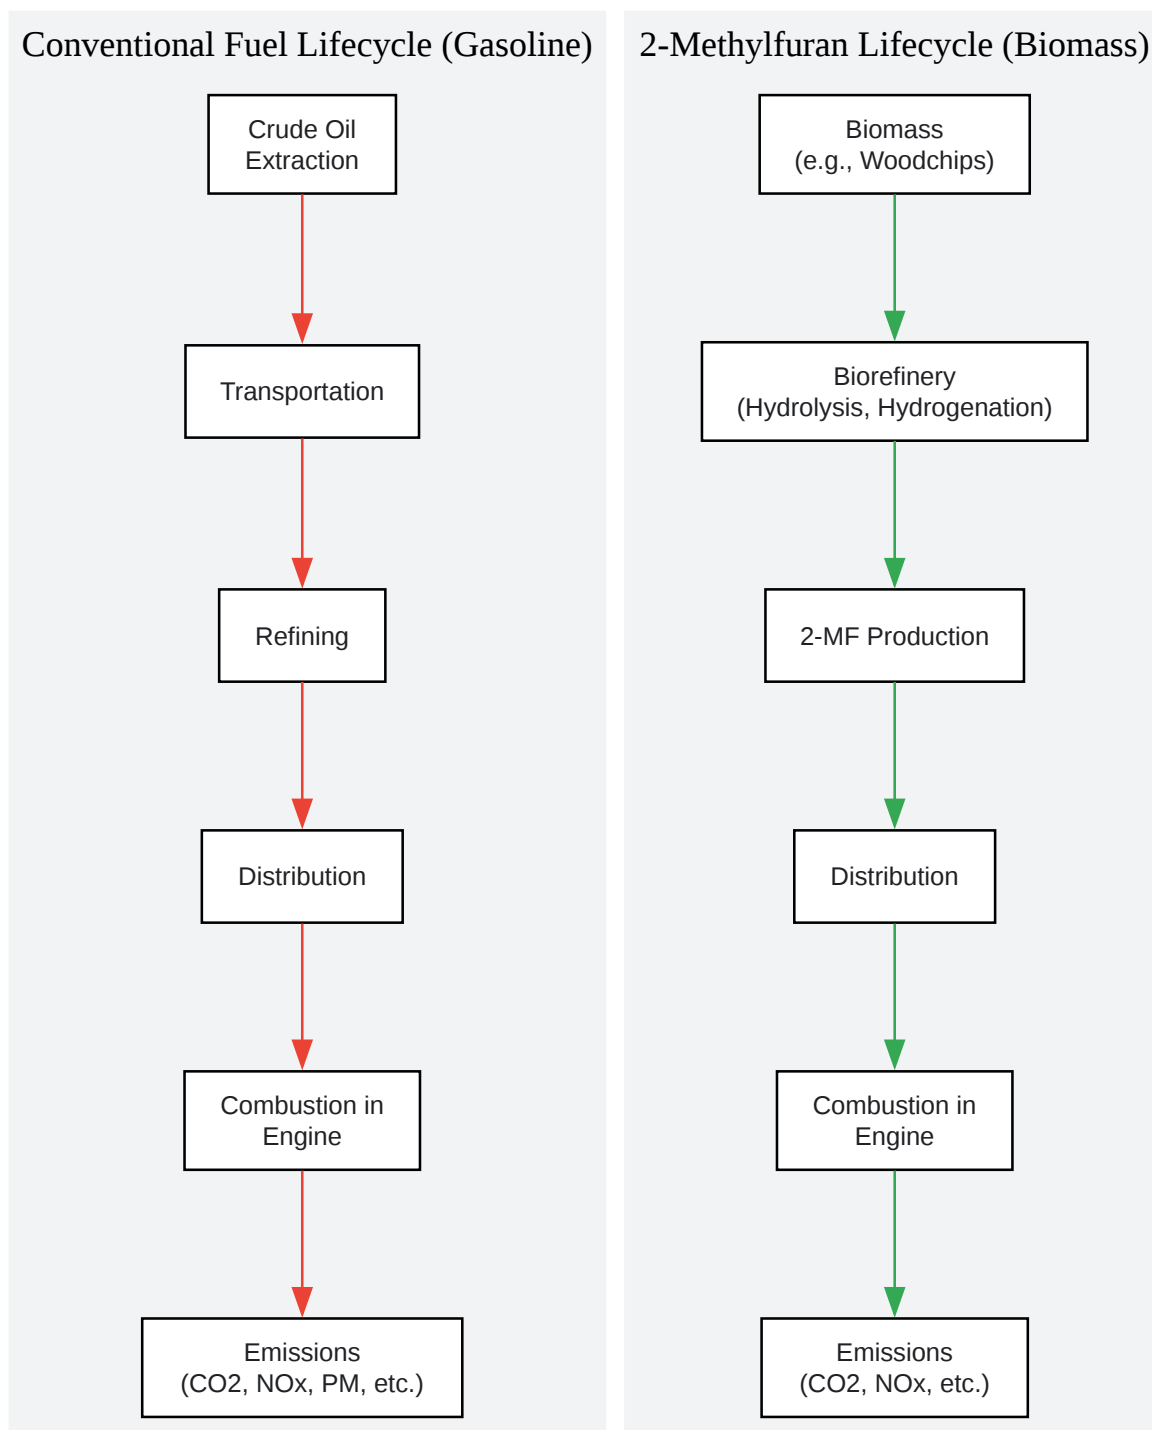 Conventional Fuel Lifecycle (Gasoline)
Crude Oil
Extraction
Transportation
Refining
Distribution
Combustion in
Engine
Emissions
(CO2, NOx, PM, etc.)
2-Methylfuran Lifecycle (Biomass)
Biomass
(e.g., Woodchips)
Biorefinery
(Hydrolysis, Hydrogenation)
2-MF Production
Distribution
Combustion in
Engine
Emissions
(CO2, NOx, etc.)